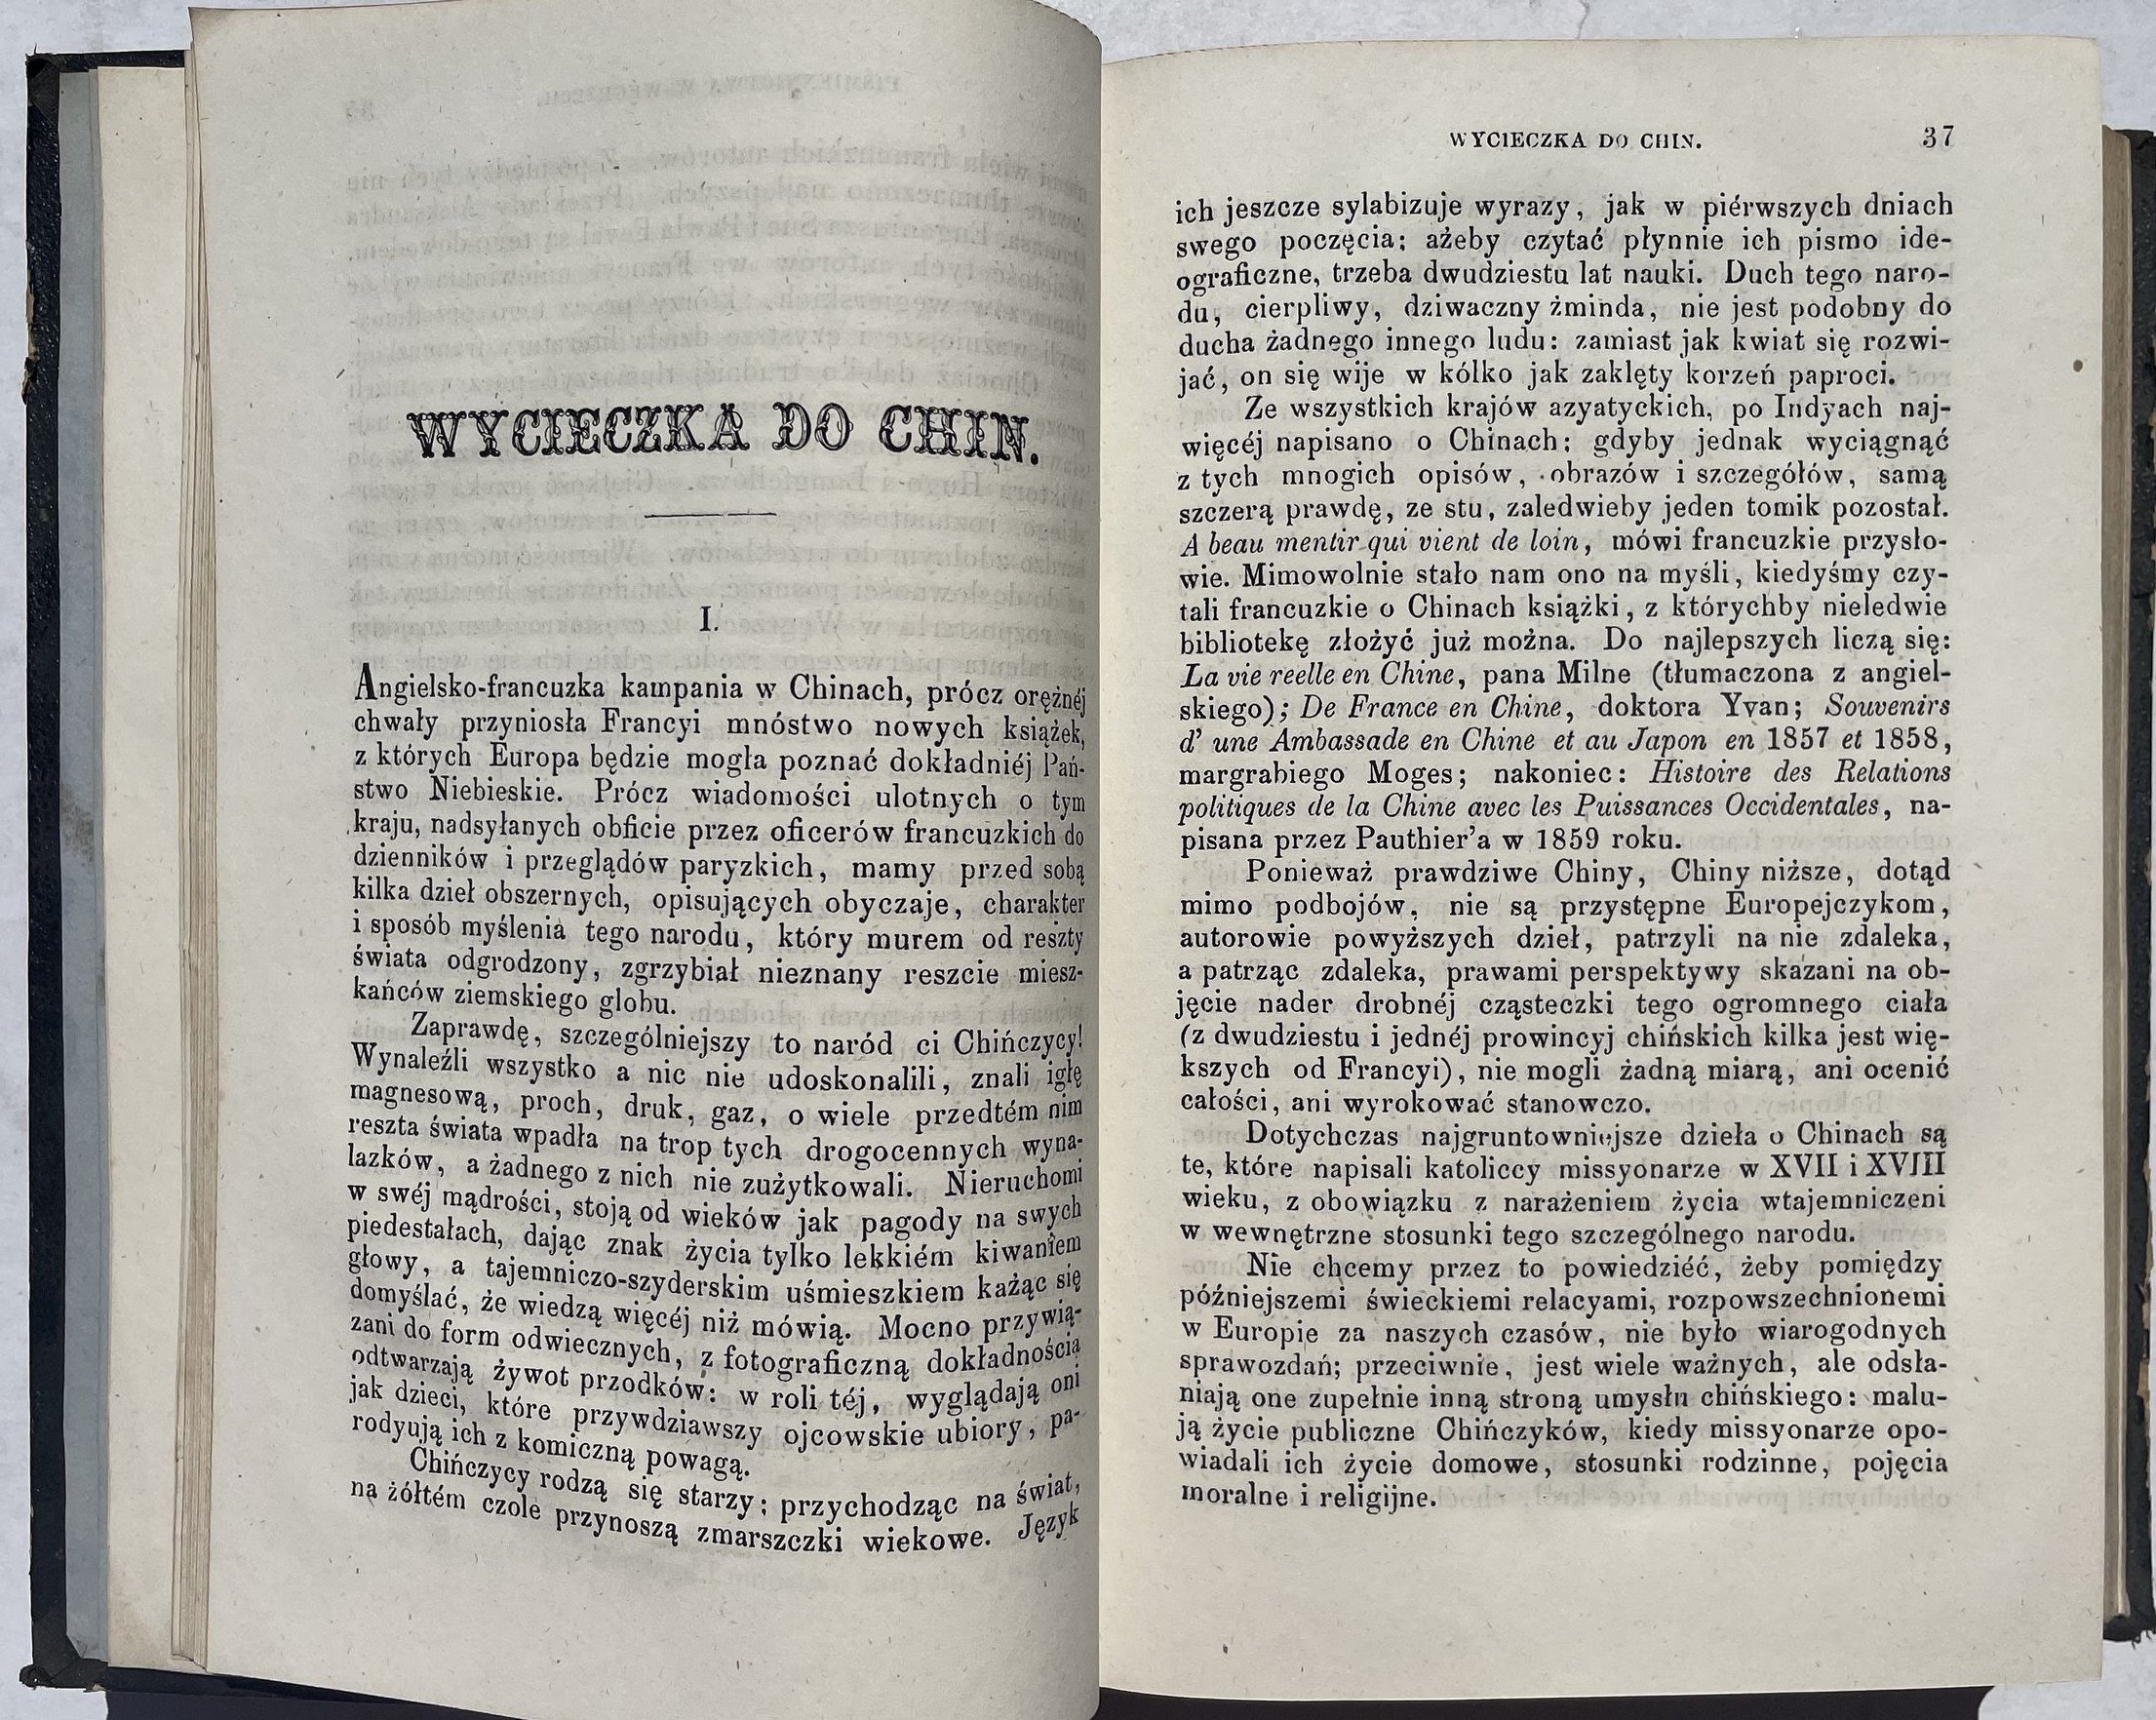 WYCIECZKA DO CHIN.
I.
Angielsko-francuzka kampania w Chinach, prócz orężnéj
chwały przyniosła Francyi mnóstwo nowych książek,
z których Europa będzie mogła poznać dokładniéj Pań-
stwo Niebieskie. Prócz wiadomości ulotnych o tym
kraju, nadsyłanych obficie przez oficerów francuzkich do
dzienników i przeglądów paryzkich, mamy przed sobą
kilka dzieł obszernych, opisujących obyczaje, charakter
i sposób myślenia tego narodu, który murem od reszty
świata odgrodzony, zgrzybiał nieznany reszcie miesz-
kańców ziemskiego globu.
Zaprawdę, szczególniejszy to naród ci Chińczycy!
Wynaleźli wszystko a nic nie udoskonalili, znali igłę
magnesową, proch, druk, gaz, o wiele przedtém nim
reszta świata wpadła na trop tych drogocennych wyna-
lazków, a żadnego z nich nie zużytkowali. Nieruchomi
w swéj mądrości, stoją od wieków jak pagody na swych
piedestałach, dając znak życia tylko lekkiém kiwaniem
głowy, a tajemniczo-szyderskim uśmieszkiem każąc się
domyślać, że wiedzą więcéj niż mówią. Mocno przywią-
zani do form odwiecznych, z fotograficzną dokładnością
odtwarzają żywot przodków: w roli téj, wyglądają oni
jak dzieci, które przywdziawszy ojcowskie ubiory, pa-
rodyują ich z komiczną powagą.
Chińczycy rodzą się starzy; przychodząc na świat,
na żółtém czole przynoszą zmarszczki wiekowe. Język
WYCIECZKA DO CHIN. 37
ich jeszcze sylabizuje wyrazy, jak w piérwszych dniach
swego poczęcia; ażeby czytać płynnie ich pismo ide-
ograficzne, trzeba dwudziestu lat nauki. Duch tego naro-
du, cierpliwy, dziwaczny żminda, nie jest podobny do
ducha żadnego innego ludu: zamiast jak kwiat się rozwi-
jać, on się wije w kólko jak zaklęty korzeń paproci.
Ze wszystkich krajów azyatyckich, po Indyach naj-
więcéj napisano o Chinach; gdyby jednak wyciągnąć
z tych mnogich opisów, obrazów i szczegółów, samą
szczerą prawdę, ze stu, zaledwieby jeden tomik pozostał.
A beau mentir qui vient de loin, mówi francuzkie przysło-
wie. Mimowolnie stało nam ono na myśli, kiedyśmy czy-
tali francuzkie o Chinach książki, z którychby nieledwie
bibliotekę złożyć już można. Do najlepszych liczą się:
La vie reelle en Chine, pana Milne (tłumaczona z angiel-
skiego); De France en Chine, doktora Yvan; Souvenirs
d' une Ambassade en Chine et au Japon en 1857 et 1858,
margrabiego Moges; nakoniec: Histoire des Relations
politiques de la Chine avec les Puissances Occidentales, na-
pisana przez Pauthier'a w 1859 roku.
Ponieważ prawdziwe Chiny, Chiny niższe, dotąd
mimo podbojów, nie są przystępne Europejczykom,
autorowie powyższych dzieł, patrzyli na nie zdaleka,
a patrząc zdaleka, prawami perspektywy skazani na ob-
jęcie nader drobnéj cząsteczki tego ogromnego ciała
(z dwudziestu i jednéj prowincyj chińskich kilka jest wię-
kszych od Francyi), nie mogli żadną miarą, ani ocenić
całości, ani wyrokować stanowczo.
Dotychczas najgruntowniejsze dzieła o Chinach są
te, które napisali katoliccy missyonarze w XVII i XVIII
wieku, z obowiązku z narażeniem życia wtajemniczeni
w wewnętrzne stosunki tego szczególnego narodu.
Nie chcemy przez to powiedziéć, żeby pomiędzy
późniejszemi świeckiemi relacyami, rozpowszechnionemi
w Europie za naszych czasów, nie było wiarogodnych
sprawozdań; przeciwnie, jest wiele ważnych, ale odsła-
niają one zupełnie inną stroną umysłu chińskiego: malu-
ją życie publiczne Chińczyków, kiedy missyonarze opo-
wiadali ich życie domowe, stosunki rodzinne, pojęcia
moralne i religijne.